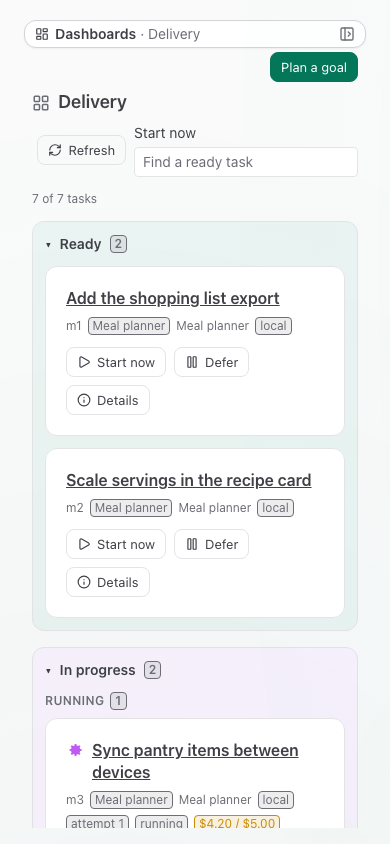 Dashboards · Delivery
Plan a goal
Delivery
Start now
Refresh
Find a ready task
7 of 7 tasks
Ready 2
Add the shopping list export
m1 Meal planner Meal planner local
Start now Defer
Details
Scale servings in the recipe card
m2 Meal planner Meal planner local
Start now Defer
Details
In progress 2
RUNNING 1
Sync pantry items between
devices
m3 Meal planner Meal planner local
attempt 1 running $4.20 / $5.00